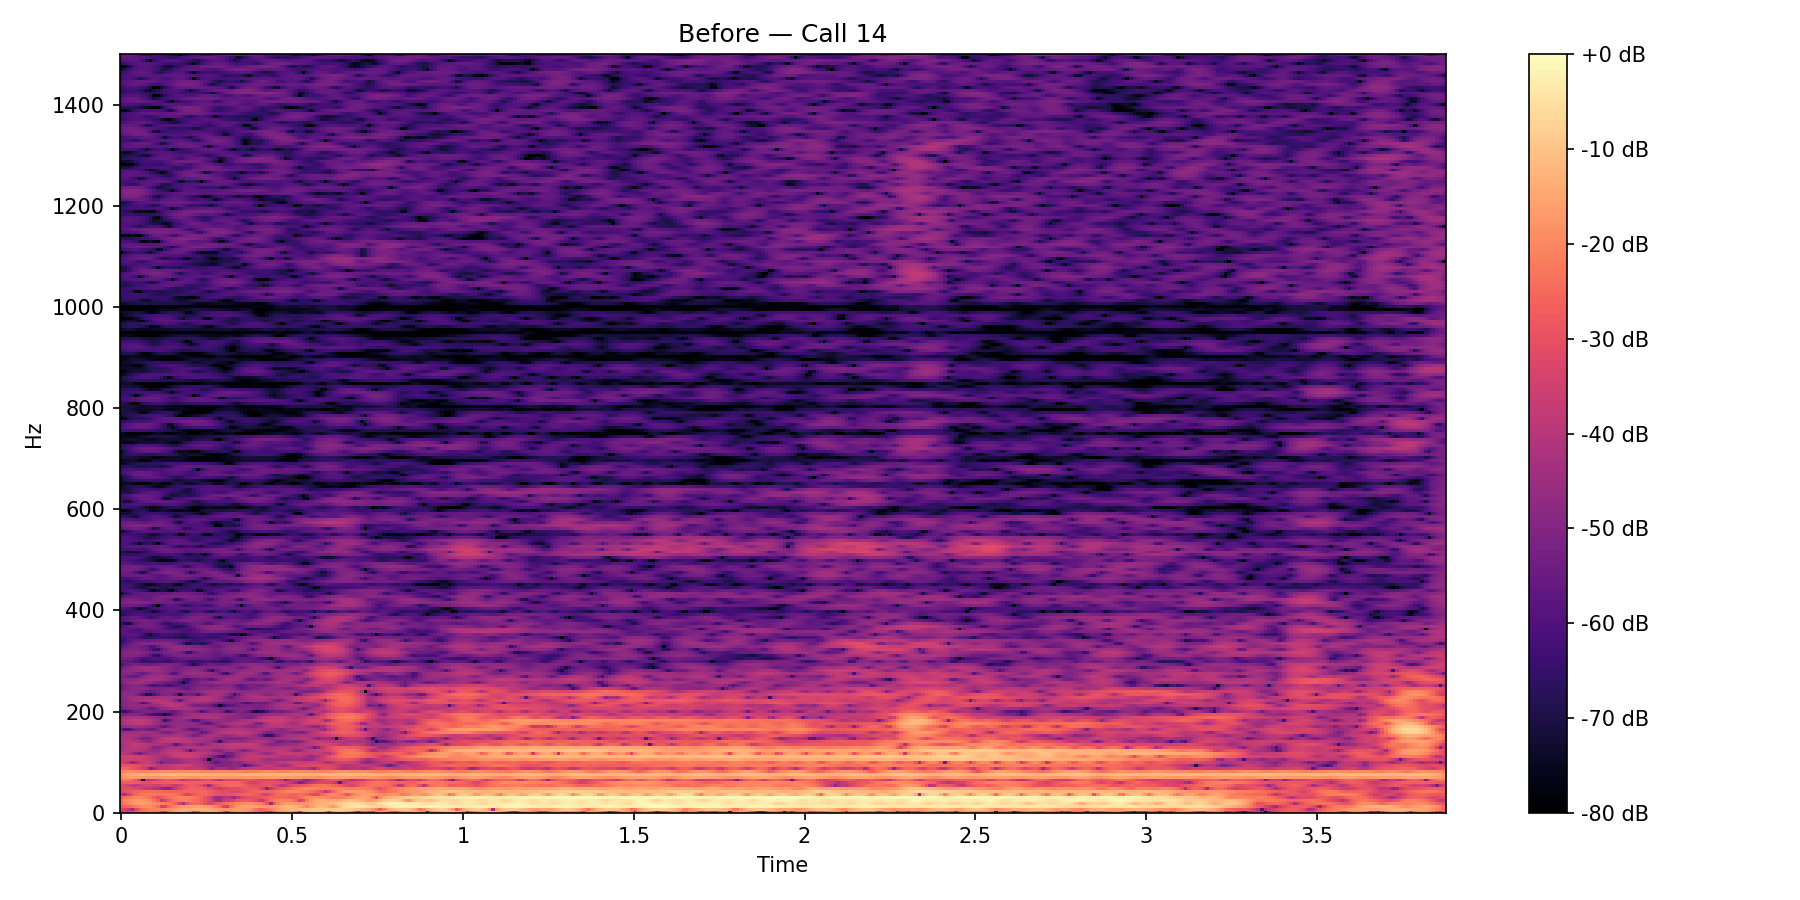 Before — Call 14
Hz
1400
1200
1000
800
600
400
200
0
0
0.5
1
1.5
2
2.5
3
3.5
Time
+0 dB
-10 dB
-20 dB
-30 dB
-40 dB
-50 dB
-60 dB
-70 dB
-80 dB